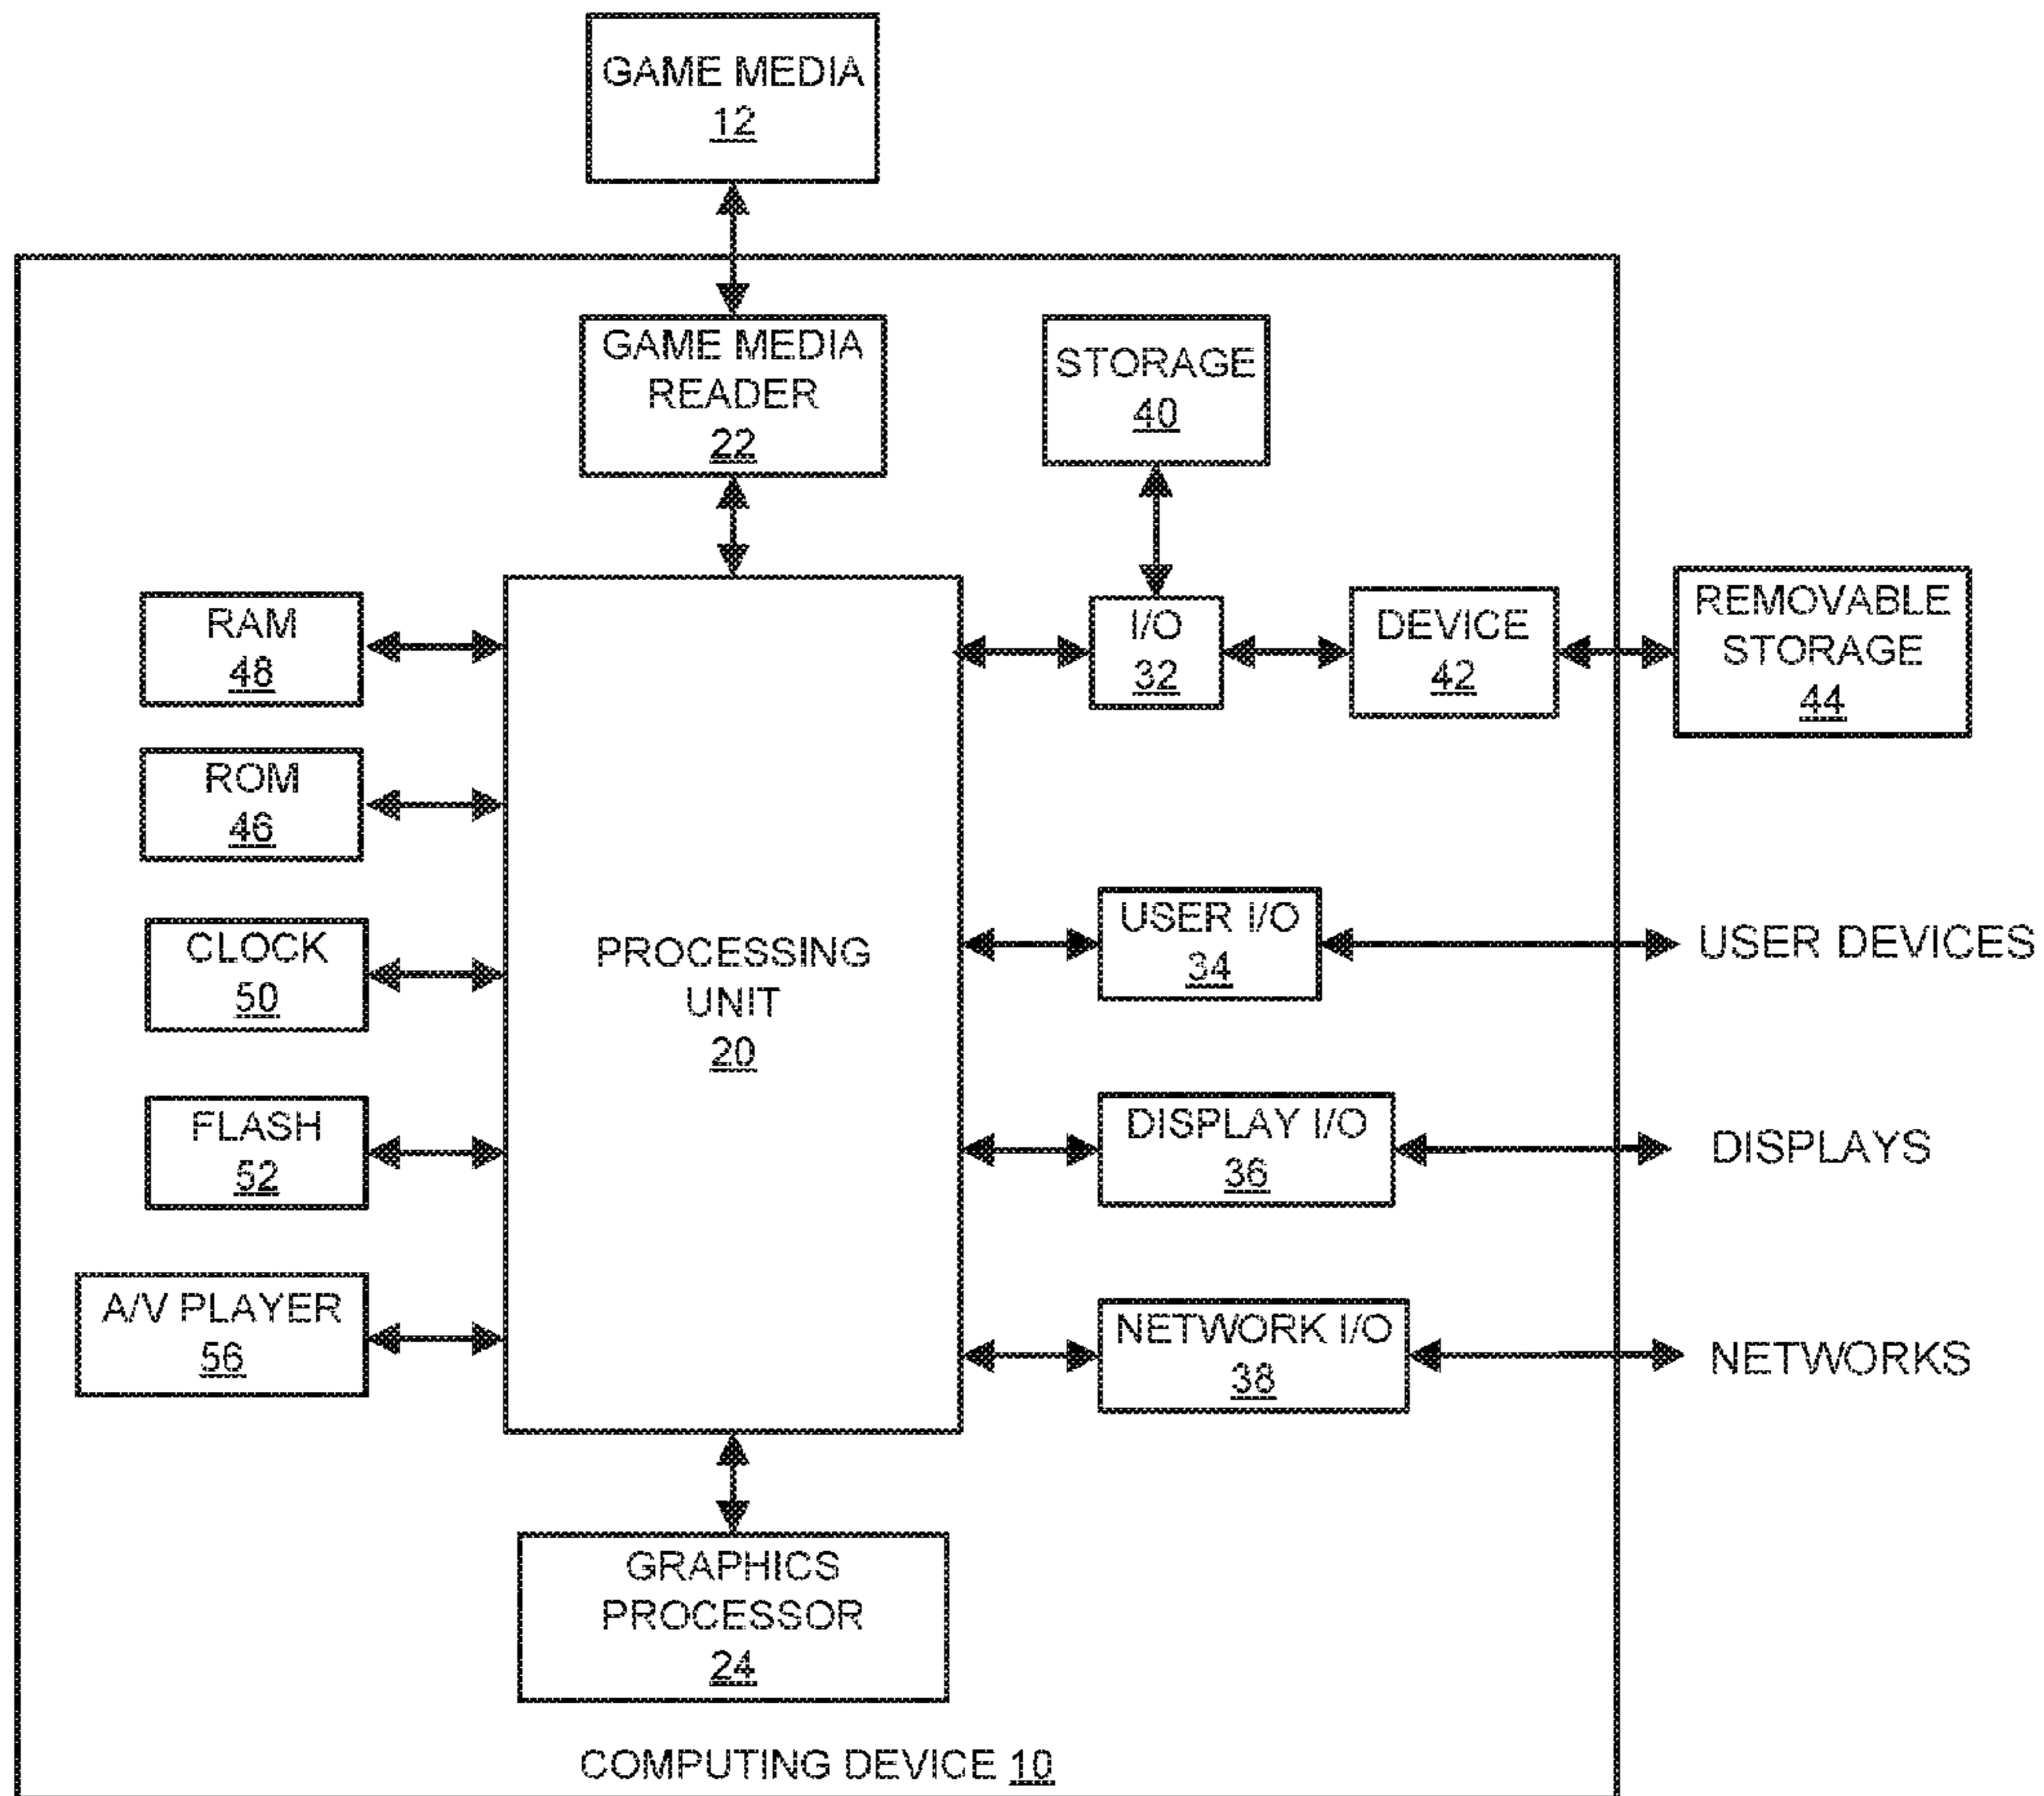 GAME MEDIA
12
GAME MEDIA
READER
22
STORAGE
40
RAM
48
I/O
32
DEVICE
42
REMOVABLE
STORAGE
44
ROM
46
CLOCK
50
PROCESSING
UNIT
20
USER I/O
34
USER DEVICES
FLASH
52
DISPLAY I/O
36
DISPLAYS
A/V PLAYER
56
NETWORK I/O
38
NETWORKS
GRAPHICS
PROCESSOR
24
COMPUTING DEVICE 10